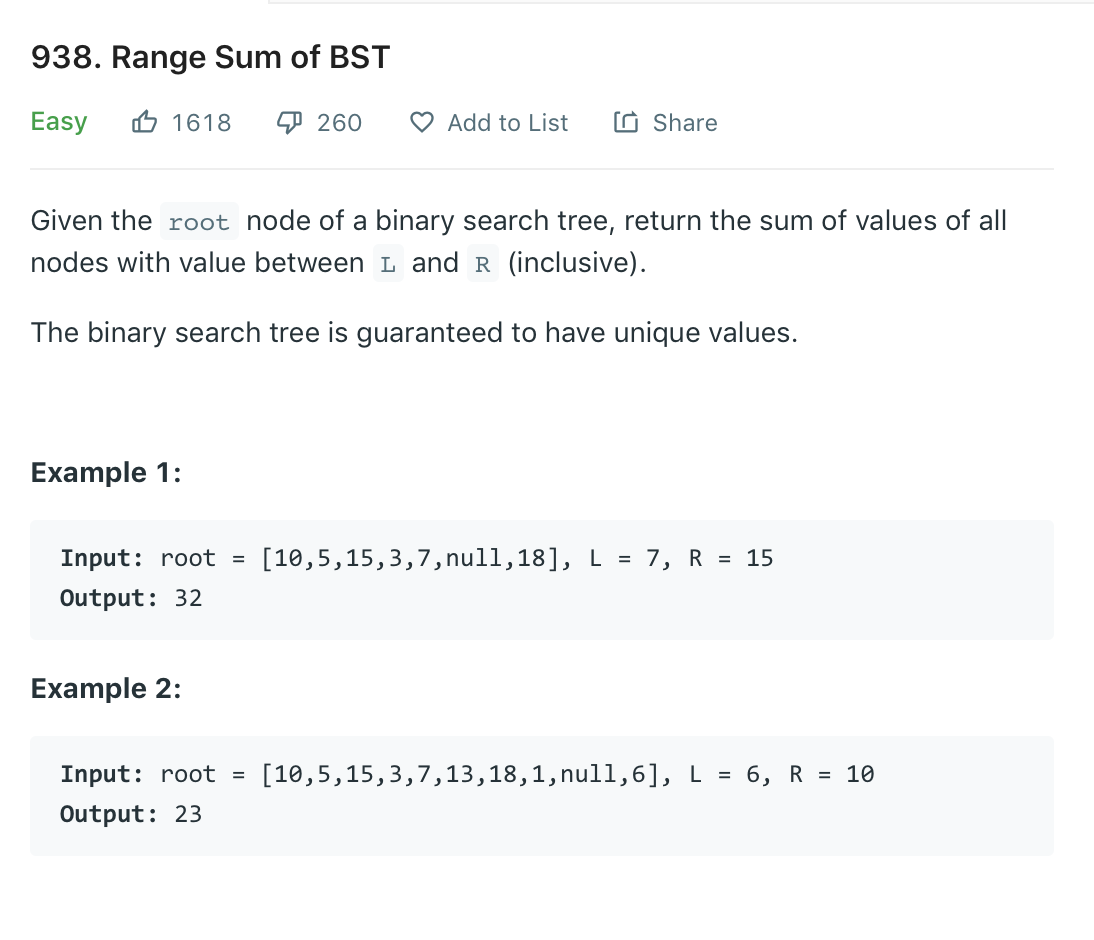 938. Range Sum of BST
Easy 1618 260 Add to List Share
Given the root node of a binary search tree, return the sum of values of all
nodes with value between L and R (inclusive).
The binary search tree is guaranteed to have unique values.
Example 1:
Input: root = [10,5,15,3,7,null,18], L = 7, R = 15
Output: 32
Example 2:
Input: root = [10,5,15,3,7,13,18,1,null,6], L = 6, R = 10
Output: 23